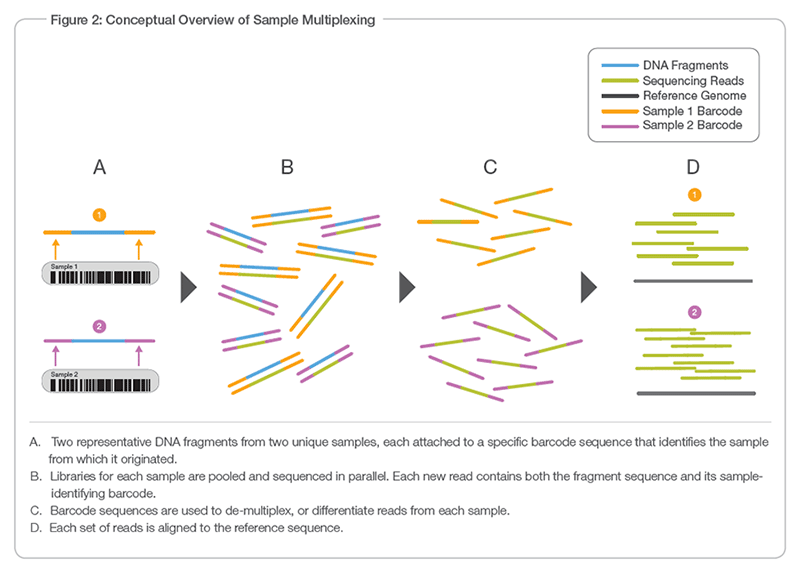 Figure 2: Conceptual Overview of Sample Multiplexing
DNA Fragments
Sequencing Reads
Reference Genome
Sample 1 Barcode
Sample 2 Barcode
A
B
C
D
1
Sample 1
2
Sample 2
1
2
A. Two representative DNA fragments from two unique samples, each attached to a specific barcode sequence that identifies the sample
from which it originated.
B. Libraries for each sample are pooled and sequenced in parallel. Each new read contains both the fragment sequence and its sample-
identifying barcode.
C. Barcode sequences are used to de-multiplex, or differentiate reads from each sample.
D. Each set of reads is aligned to the reference sequence.